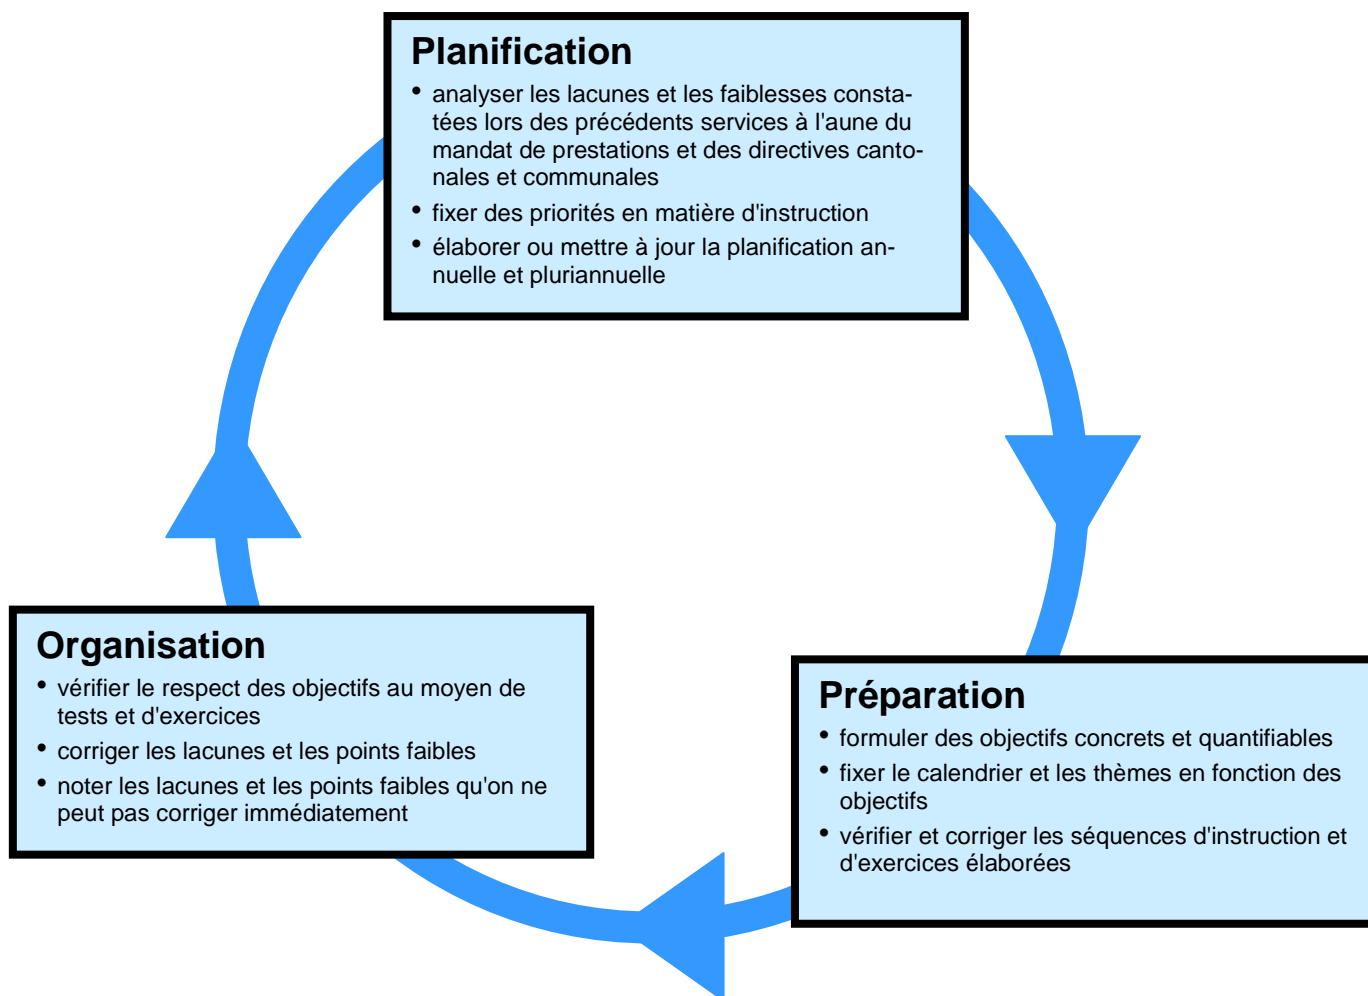 Planification
• analyser les lacunes et les faiblesses consta-
tées lors des précédents services à l'aune du
mandat de prestations et des directives canto-
nales et communales
• fixer des priorités en matière d'instruction
• élaborer ou mettre à jour la planification an-
nuelle et pluriannuelle
Préparation
• formuler des objectifs concrets et quantifiables
• fixer le calendrier et les thèmes en fonction des
objectifs
• vérifier et corriger les séquences d'instruction et
d'exercices élaborées
Organisation
• vérifier le respect des objectifs au moyen de
tests et d'exercices
• corriger les lacunes et les points faibles
• noter les lacunes et les points faibles qu'on ne
peut pas corriger immédiatement